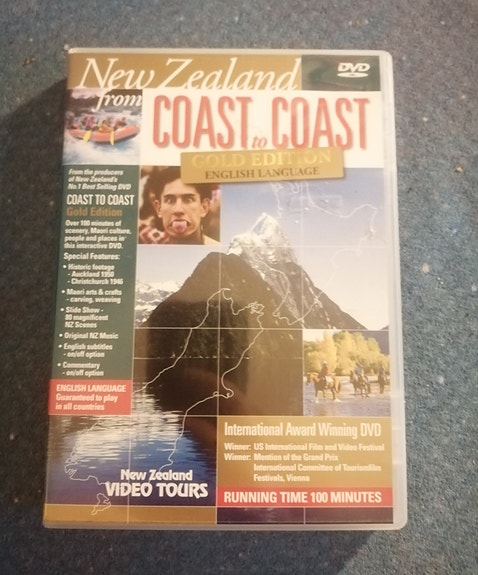 New Zealand
DVD
from
COAST to COAST
GOLD EDITION
ENGLISH LANGUAGE
From the producers
of New Zealand's
No.1 Best Selling DVD
COAST TO COAST
Gold Edition
Over 100 minutes of
scenery, Maori culture,
people and places in
this interactive DVD.
Special Features:
• Historic footage
- Auckland 1950
- Christchurch 1946
• Maori arts & crafts
- carving, weaving
• Slide Show -
80 magnificent
NZ Scenes
• Original NZ Music
• English subtitles
- on/off option
• Commentary
- on/off option
ENGLISH LANGUAGE
Guaranteed to play
in all countries
International Award Winning DVD
Winner: US International Film and Video Festival
Winner: Mention of the Grand Prix
International Committee of Tourismfilm
Festivals, Vienna
New Zealand
VIDEO TOURS
RUNNING TIME 100 MINUTES